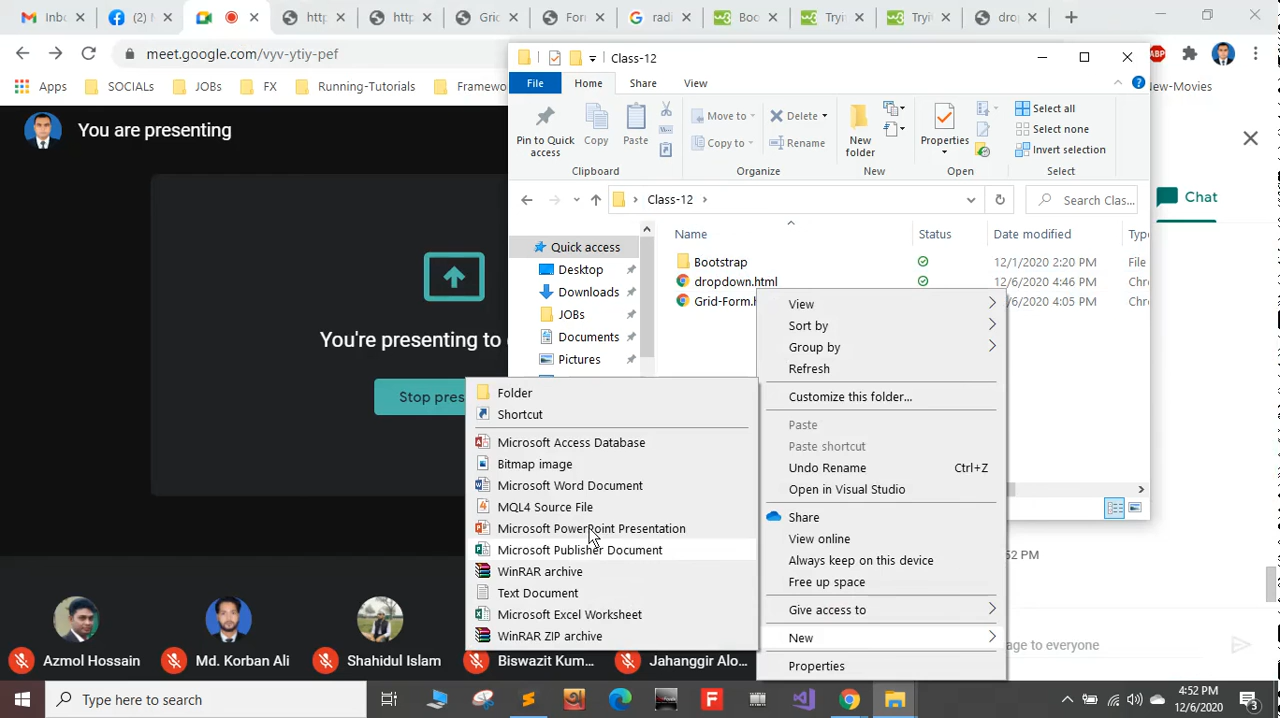 Inbo
(2) M
http
http
Grid
Forr
radi
Boo
Tryi
Tryi
drop
meet.google.com/vyv-ytiy-pef
ABP
Apps
SOCIALs
JOBs
FX
Running-Tutorials
Framewo
New-Movies
You are presenting
You're presenting to
Stop pres
Class-12
File
Home
Share
View
Pin to Quick access
Copy
Paste
Clipboard
Move to
Copy to
Delete
Rename
Organize
New folder
New
Properties
Open
Select all
Select none
Invert selection
Select
Class-12
Search Clas...
Chat
Quick access
Desktop
Downloads
JOBs
Documents
Pictures
Name
Status
Date modified
Typ
Bootstrap
12/1/2020 2:20 PM
File
dropdown.html
12/6/2020 4:46 PM
Chr
Grid-Form.h
/6/2020 4:05 PM
Chr
View
Sort by
Group by
Refresh
Customize this folder...
Paste
Paste shortcut
Undo Rename Ctrl+Z
Open in Visual Studio
Share
View online
Always keep on this device
Free up space
Give access to
New
Properties
Folder
Shortcut
Microsoft Access Database
Bitmap image
Microsoft Word Document
MQL4 Source File
Microsoft PowerPoint Presentation
Microsoft Publisher Document
WinRAR archive
Text Document
Microsoft Excel Worksheet
WinRAR ZIP archive
52 PM
age to everyone
Azmol Hossain
Md. Korban Ali
Shahidul Islam
Biswazit Kum...
Jahanggir Alo...
Type here to search
4:52 PM
12/6/2020
3